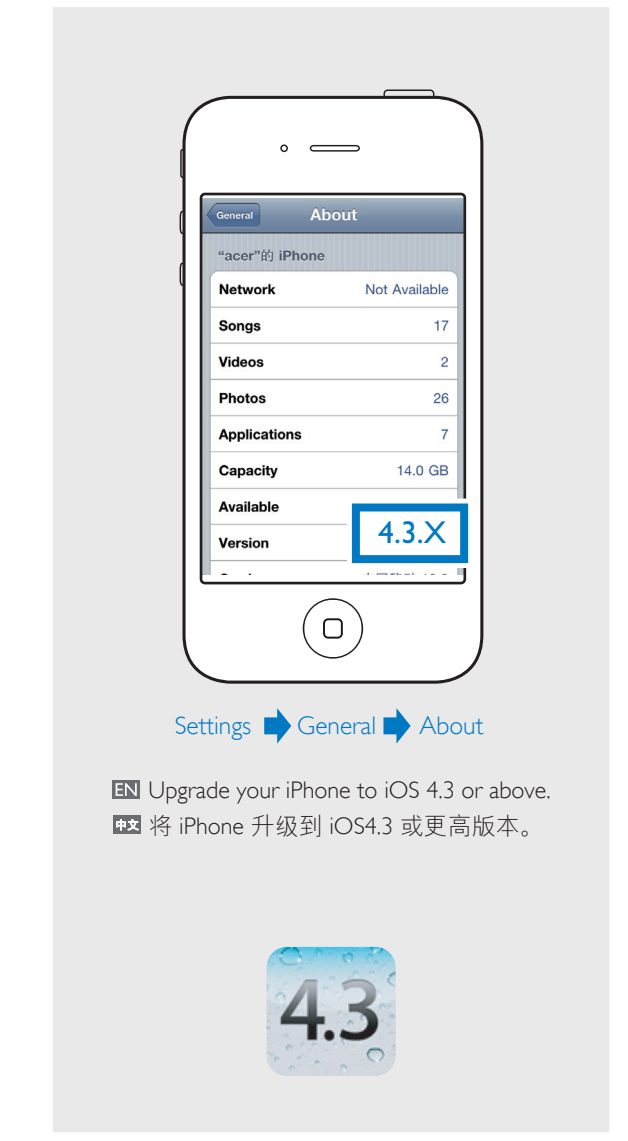 General About
“acer”的 iPhone
Network Not Available
Songs 17
Videos 2
Photos 26
Applications 7
Capacity 14.0 GB
Available
Version 4.3.X
Settings General About
EN Upgrade your iPhone to iOS 4.3 or above.
中文 将 iPhone 升级到 iOS4.3 或更高版本。
4.3